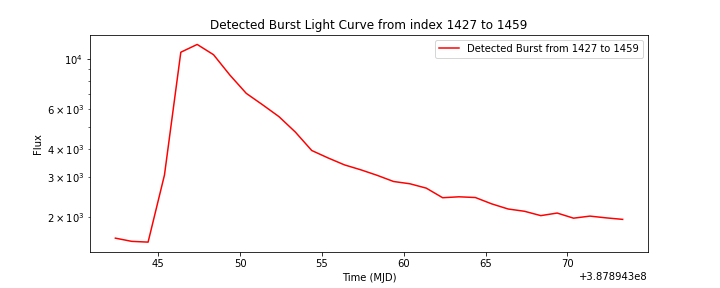 Detected Burst Light Curve from index 1427 to 1459
Detected Burst from 1427 to 1459
Flux
10⁴
6 × 10³
4 × 10³
3 × 10³
2 × 10³
45 50 55 60 65 70
Time (MJD)
+3.878943e8